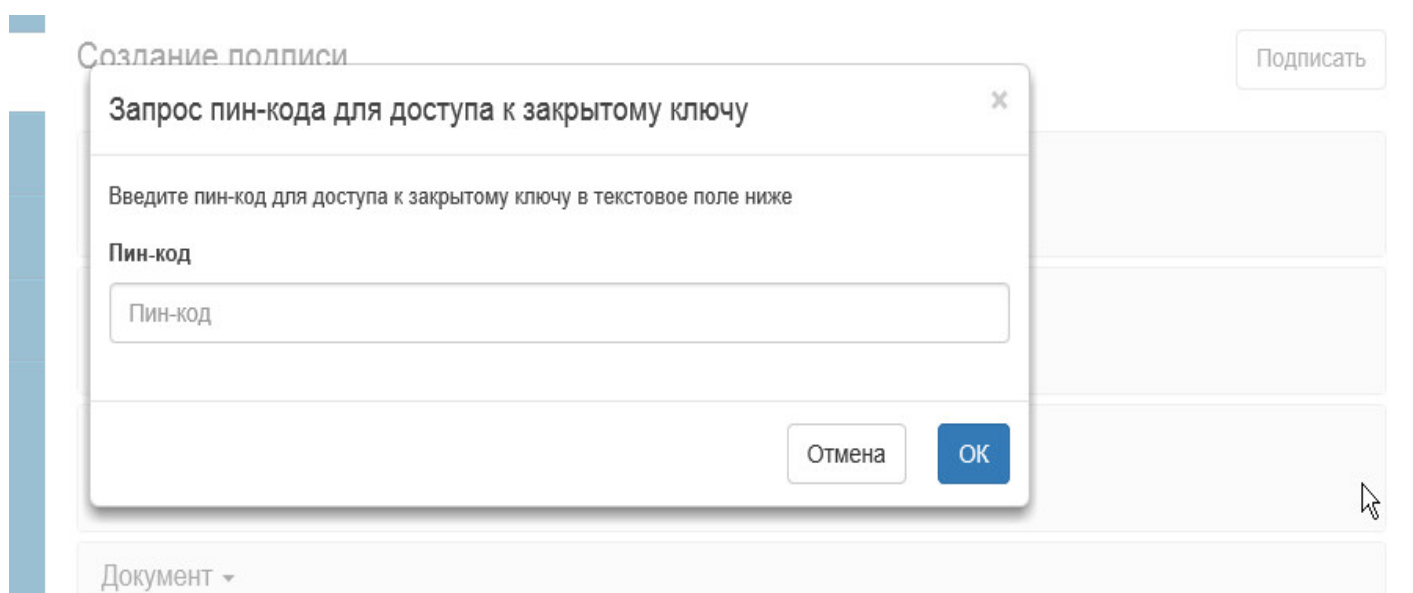 Создание подписи
Подписать
Запрос пин-кода для доступа к закрытому ключу
×
Введите пин-код для доступа к закрытому ключу в текстовое поле ниже
Пин-код
Пин-код
Отмена
ОК
Документ